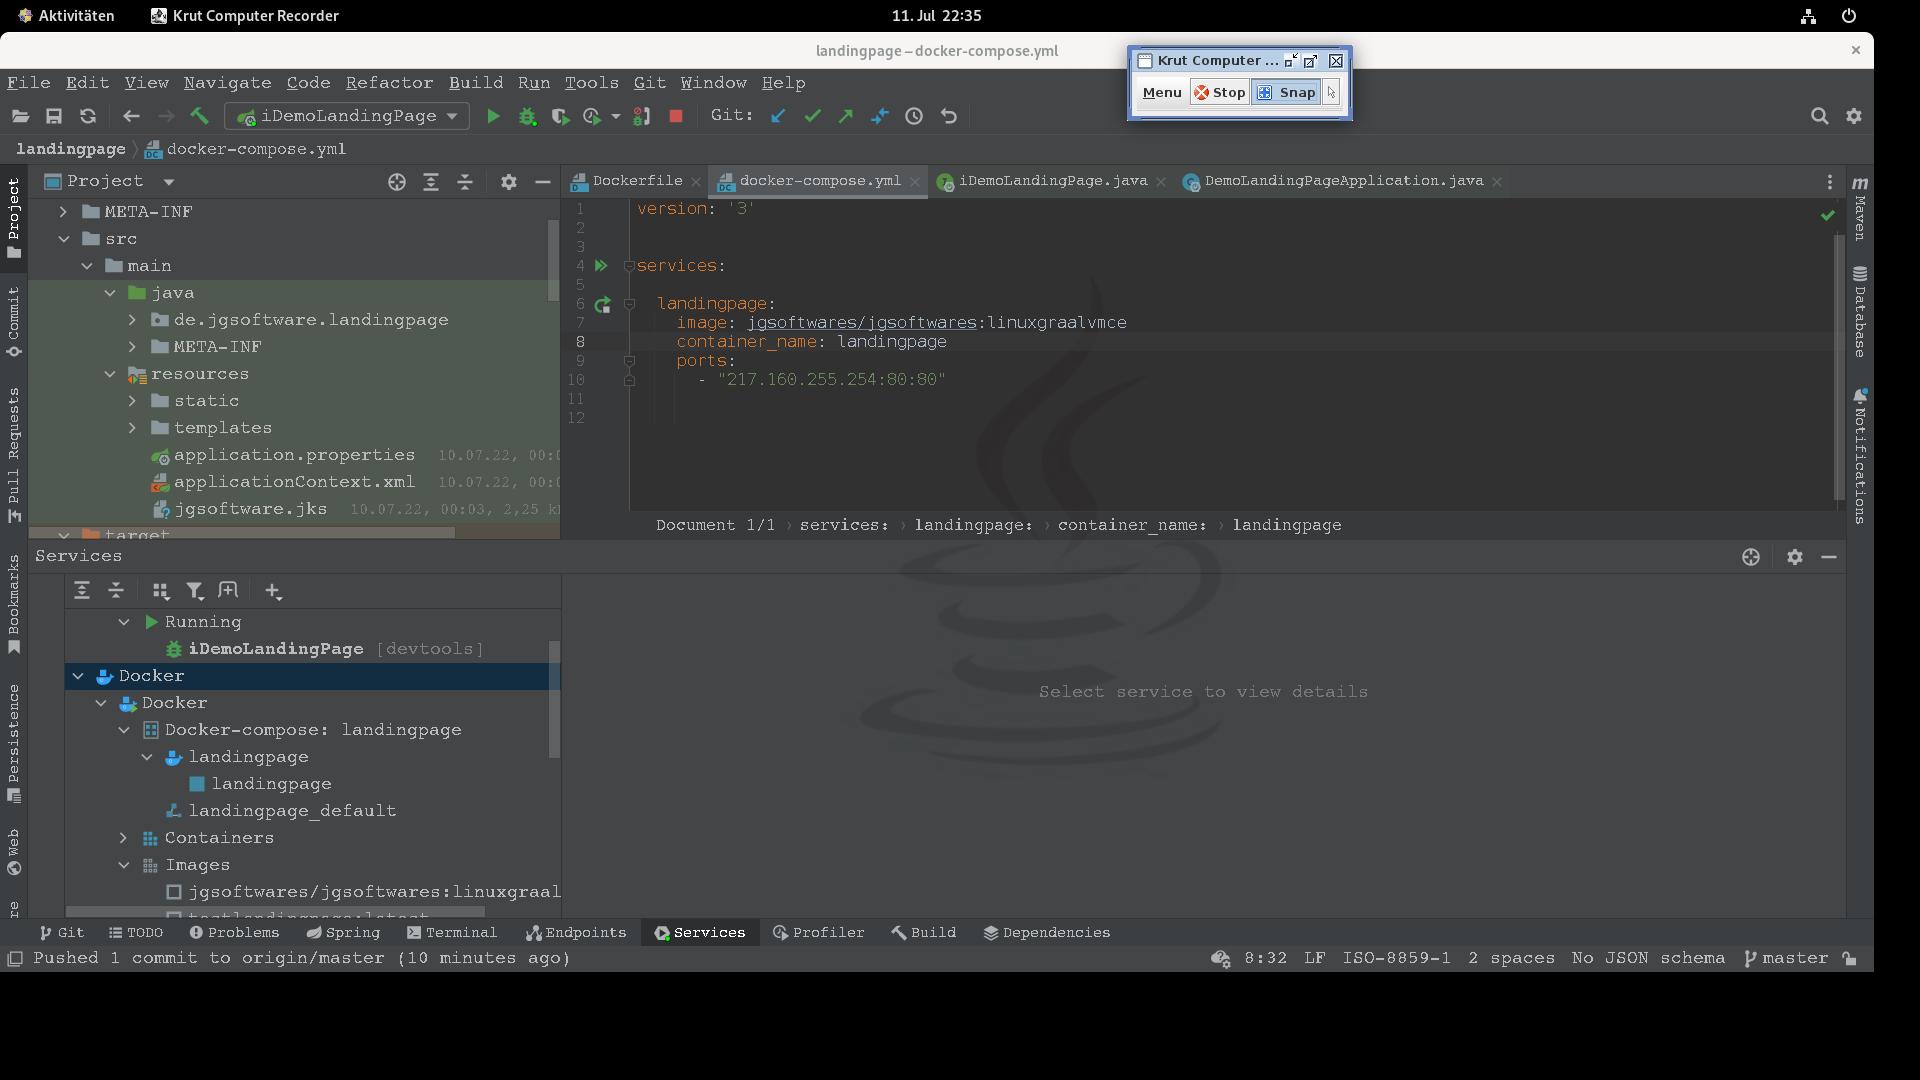 Aktivitäten Krut Computer Recorder 11. Jul 22:35
landingpage – docker-compose.yml
Krut Computer ...
Menu Stop Snap
File Edit View Navigate Code Refactor Build Run Tools Git Window Help
iDemoLandingPage Git:
landingpage docker-compose.yml
Project
Dockerfile docker-compose.yml iDemoLandingPage.java DemoLandingPageApplication.java
META-INF
src
main
java
de.jgsoftware.landingpage
META-INF
resources
static
templates
application.properties 10.07.22, 00:0
applicationContext.xml 10.07.22, 00:0
jgsoftware.jks 10.07.22, 00:03, 2,25 k
target
1 version: '3'
2
3
4 services:
5
6 landingpage:
7 image: jgsoftwares/jgsoftwares:linuxgraalvmce
8 container_name: landingpage
9 ports:
10 - "217.160.255.254:80:80"
11
12
Document 1/1 › services: › landingpage: › container_name: › landingpage
Project
Commit
Pull Requests
Bookmarks
Persistence
Web
re
Maven
Database
Notifications
Services
Running
iDemoLandingPage [devtools]
Docker
Docker
Docker-compose: landingpage
landingpage
landingpage
landingpage_default
Containers
Images
jgsoftwares/jgsoftwares:linuxgraal
testlandingpage:latest
Select service to view details
Git TODO Problems Spring Terminal Endpoints Services Profiler Build Dependencies
Pushed 1 commit to origin/master (10 minutes ago) 8:32 LF ISO-8859-1 2 spaces No JSON schema master